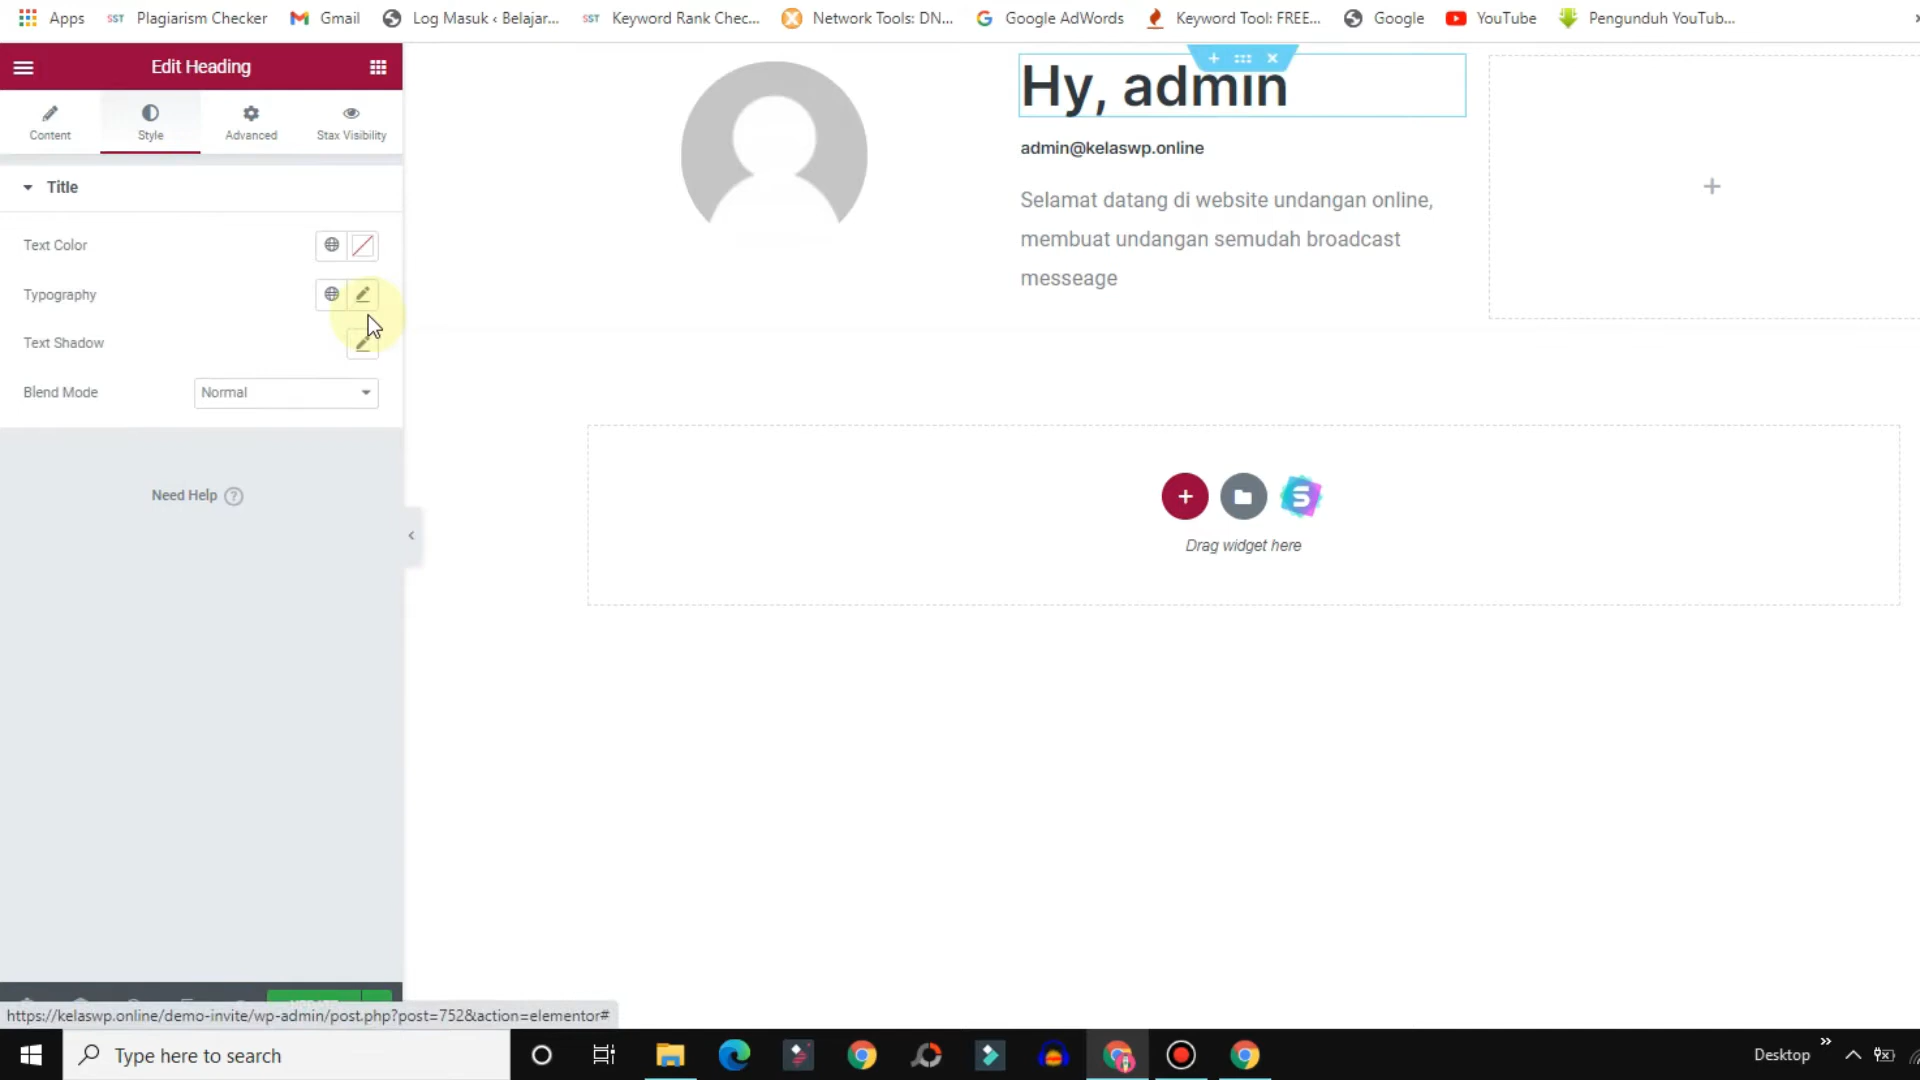 Apps SST Plagiarism Checker Gmail Log Masuk ‹ Belajar... SST Keyword Rank Chec... Network Tools: DN... Google AdWords Keyword Tool: FREE... Google YouTube Pengunduh YouTub...
Edit Heading
Content Style Advanced Stax Visibility
Title
Text Color
Typography
Text Shadow
Blend Mode Normal
Need Help ?
Hy, admin
admin@kelaswp.online
Selamat datang di website undangan online,
membuat undangan semudah broadcast
messeage
Drag widget here
https://kelaswp.online/demo-invite/wp-admin/post.php?post=752&action=elementor#
Type here to search
Desktop